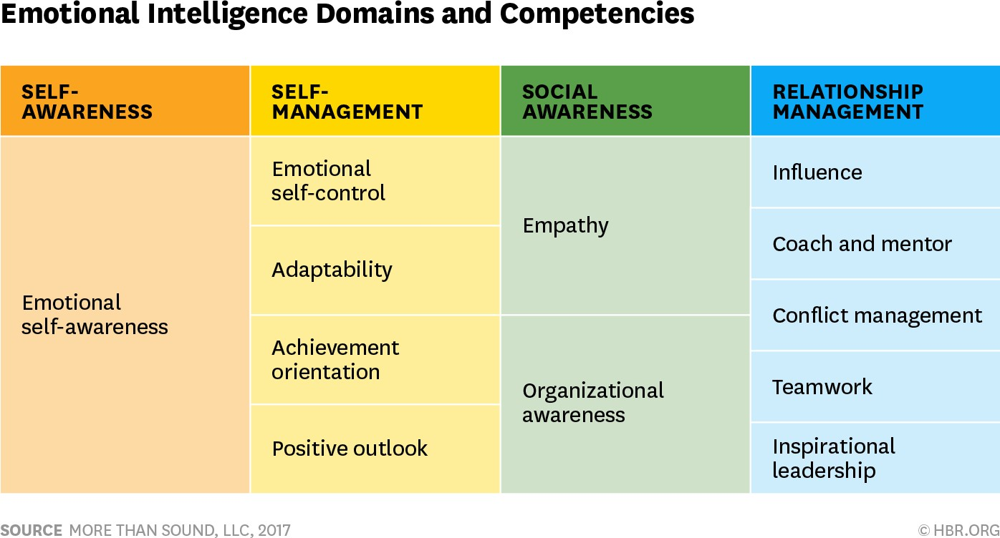 Emotional Intelligence Domains and Competencies
SELF-
AWARENESS
Emotional
self-awareness
SELF-
MANAGEMENT
Emotional
self-control
Adaptability
Achievement
orientation
Positive outlook
SOCIAL
AWARENESS
Empathy
Organizational
awareness
RELATIONSHIP
MANAGEMENT
Influence
Coach and mentor
Conflict management
Teamwork
Inspirational
leadership
SOURCE MORE THAN SOUND, LLC, 2017
© HBR.ORG